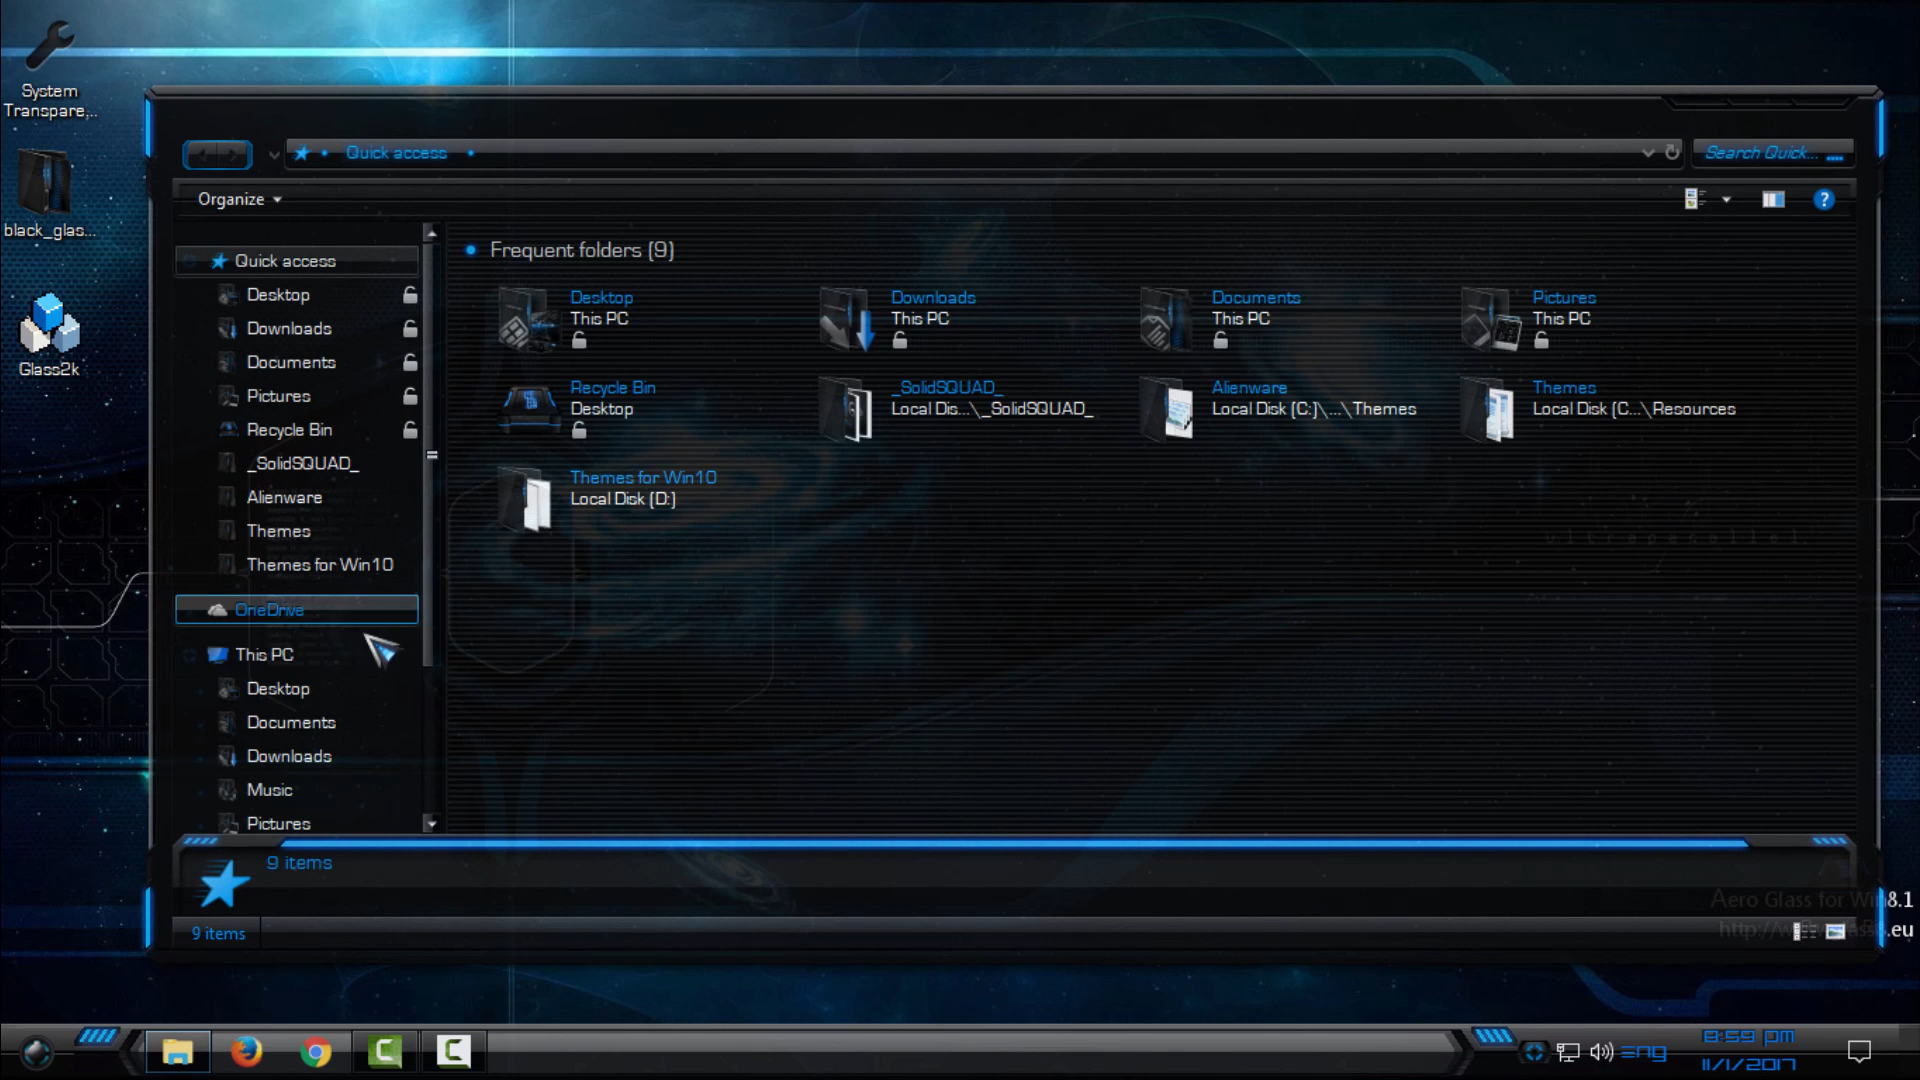 System
Transpare,..
black_glas...
Glass2k
Quick access
Search Quick...
Organize
?
Quick access
Desktop
Downloads
Documents
Pictures
Recycle Bin
_SolidSQUAD_
Alienware
Themes
Themes for Win10
OneDrive
This PC
Desktop
Documents
Downloads
Music
Pictures
Frequent folders (9)
Desktop
This PC
Downloads
This PC
Documents
This PC
Pictures
This PC
Recycle Bin
Desktop
_SolidSQUAD_
Local Dis...\_SolidSQUAD_
Alienware
Local Disk (C:)\...\Themes
Themes
Local Disk (C...\Resources
Themes for Win10
Local Disk (D:)
ultraparallel
9 items
9 items
Aero Glass for Win8.1
.eu
eng
8:59 pm
11/1/2017